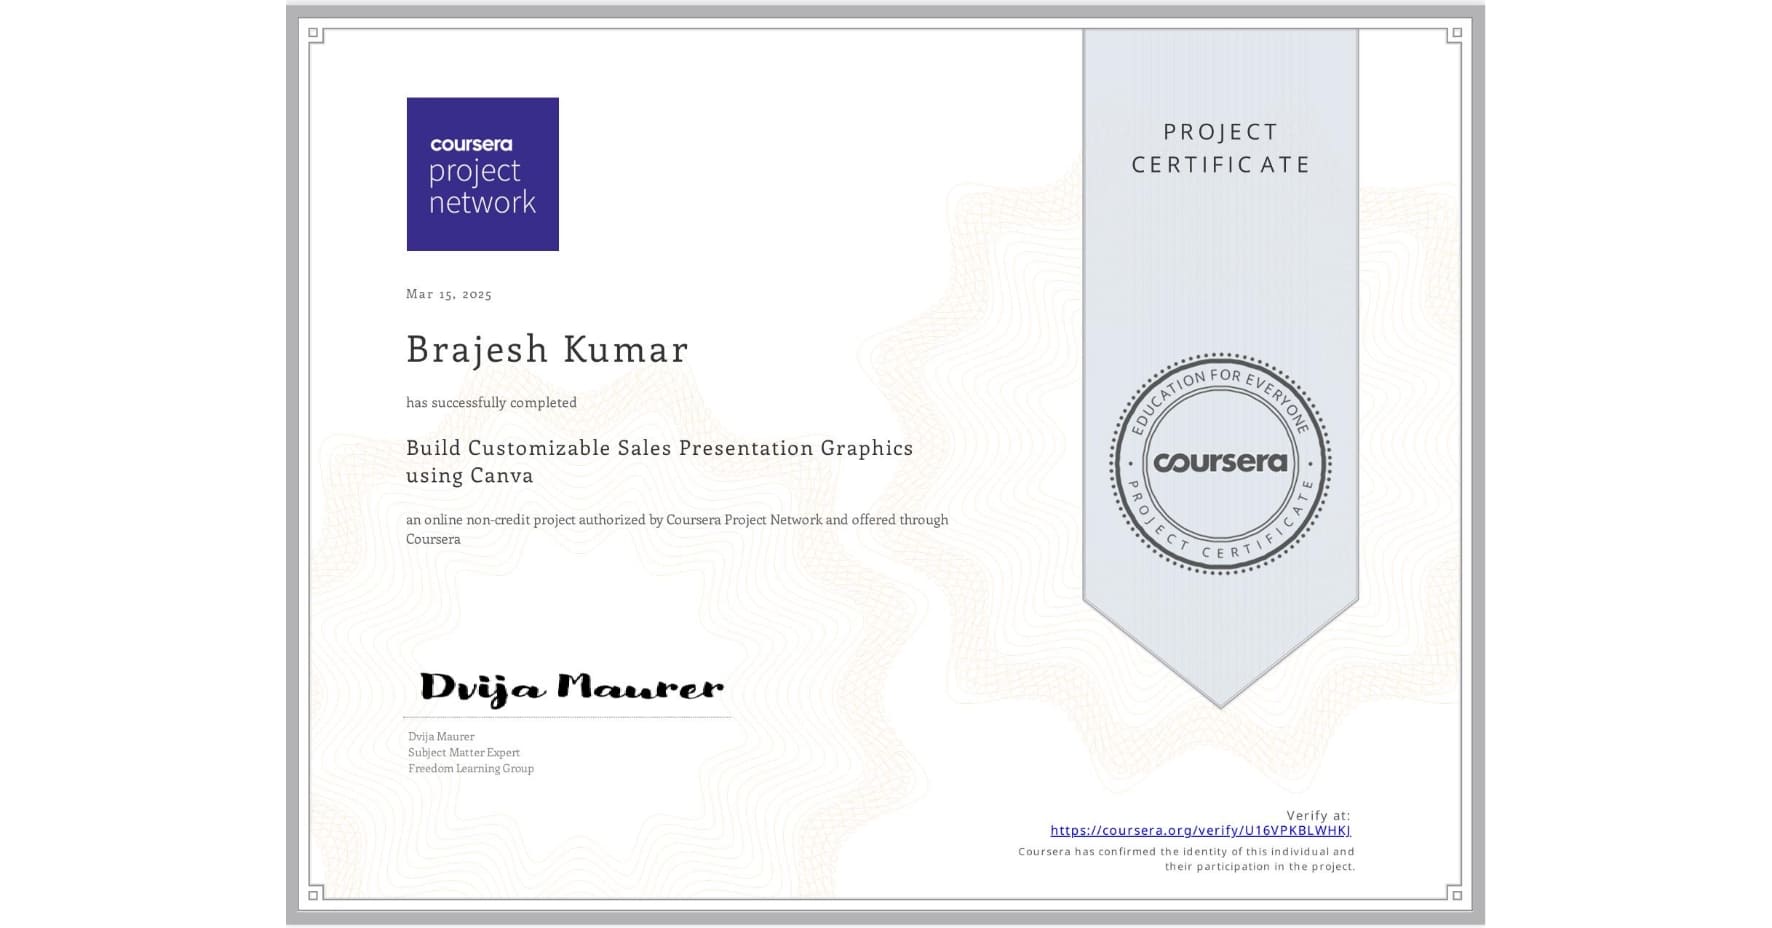 coursera
project
network
PROJECT
CERTIFICATE
Mar 15, 2025
Brajesh Kumar
has successfully completed
Build Customizable Sales Presentation Graphics
using Canva
an online non-credit project authorized by Coursera Project Network and offered through
Coursera
EDUCATION FOR EVERYONE
coursera
PROJECT CERTIFICATE
Dvija Maurer
Dvija Maurer
Subject Matter Expert
Freedom Learning Group
Verify at:
https://coursera.org/verify/U16VPKBLWHKJ
Coursera has confirmed the identity of this individual and
their participation in the project.